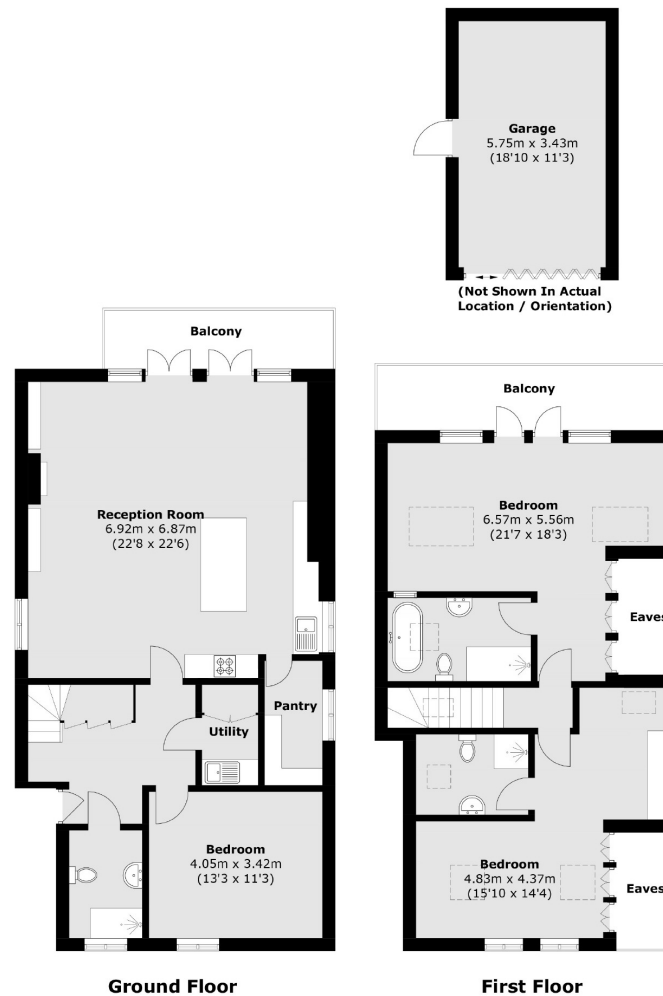 Garage
5.75m x 3.43m
(18'10 x 11'3)
(Not Shown In Actual
Location / Orientation)
Balcony
Reception Room
6.92m x 6.87m
(22'8 x 22'6)
Pantry
Utility
Bedroom
4.05m x 3.42m
(13'3 x 11'3)
Ground Floor
Balcony
Bedroom
6.57m x 5.56m
(21'7 x 18'3)
Eaves
Bedroom
4.83m x 4.37m
(15'10 x 14'4)
Eaves
First Floor